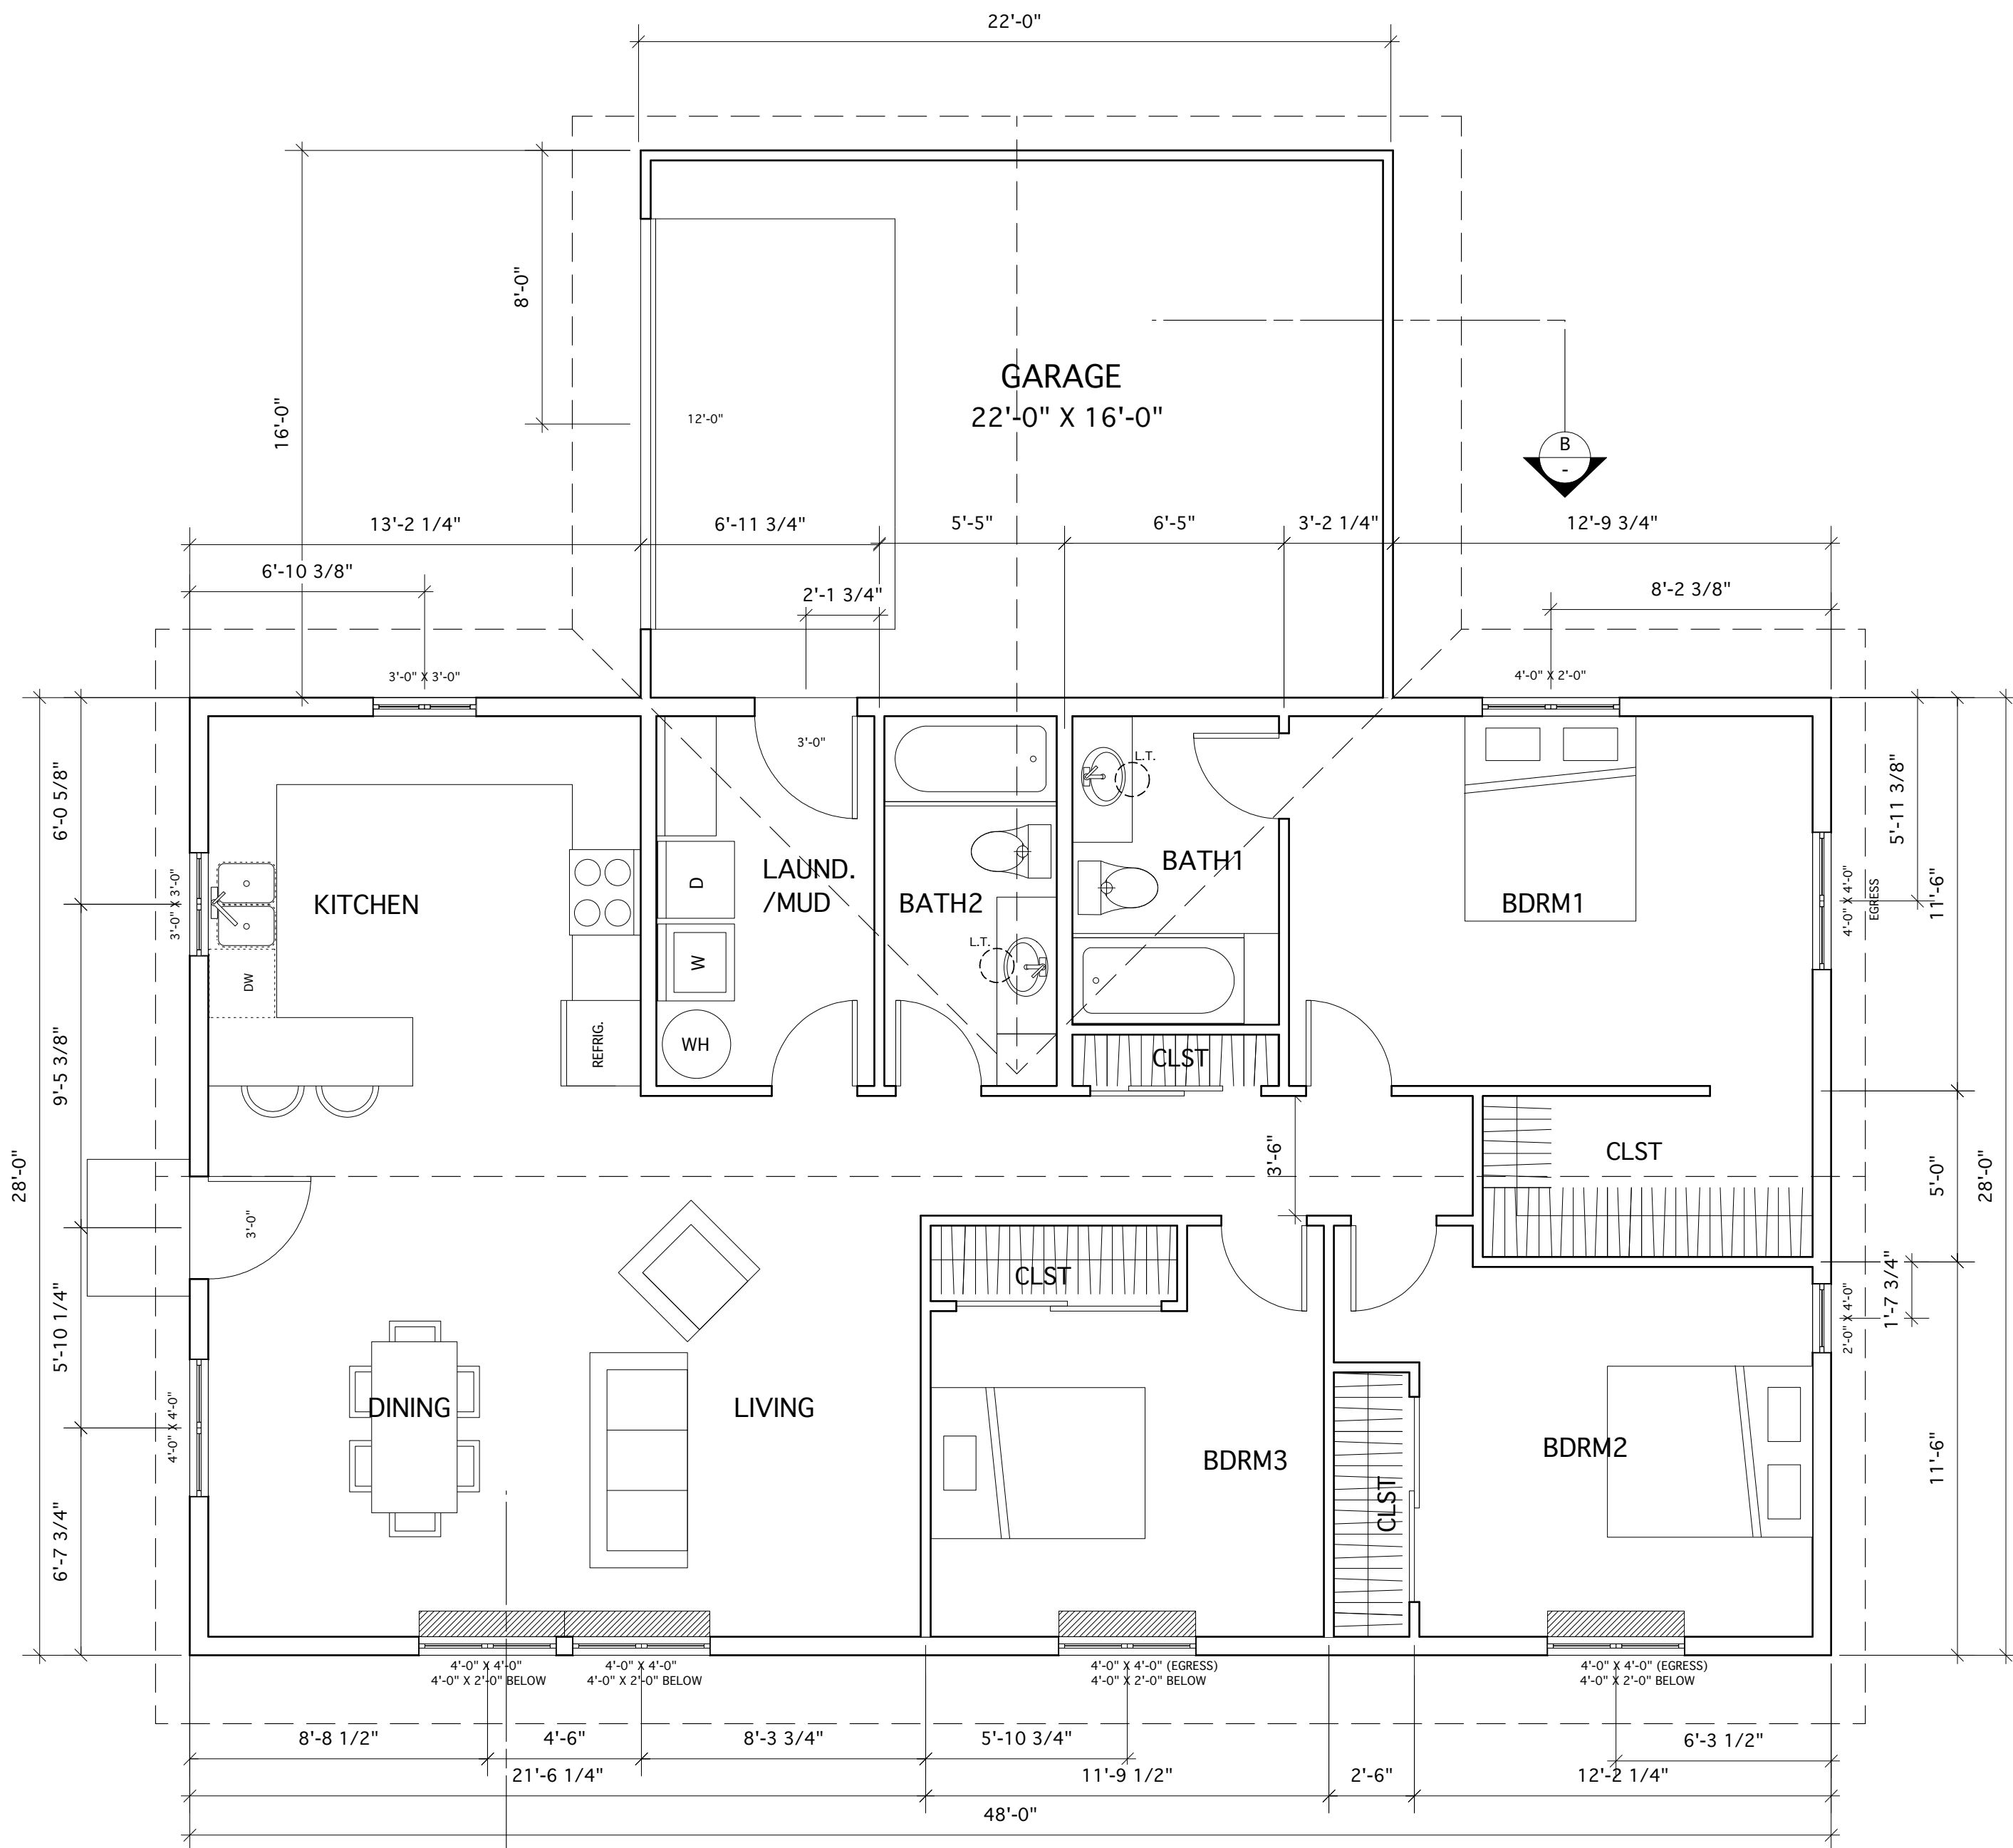 22'-0"
8'-0"
16'-0"
GARAGE
22'-0" X 16'-0"
12'-0"
B
-
13'-2 1/4"
6'-11 3/4"
5'-5"
6'-5"
3'-2 1/4"
12'-9 3/4"
6'-10 3/8"
2'-1 3/4"
8'-2 3/8"
3'-0" X 3'-0"
4'-0" X 2'-0"
3'-0"
L.T.
6'-0 5/8"
5'-11 3/8"
LAUND.
/MUD
BATH1
D
KITCHEN
BATH2
BDRM1
3'-0" X 3'-0"
4'-0" X 4'-0"
EGRESS
11'-6"
L.T.
W
DW
WH
REFRIG.
CLST
9'-5 3/8"
28'-0"
3'-6"
CLST
5'-0"
28'-0"
3'-0"
CLST
5'-10 1/4"
2'-0" X 4'-0"
1'-7 3/4"
4'-0" X 4'-0"
DINING
LIVING
BDRM3
BDRM2
CLST
11'-6"
6'-7 3/4"
4'-0" X 4'-0"
4'-0" X 2'-0" BELOW
4'-0" X 4'-0"
4'-0" X 2'-0" BELOW
4'-0" X 4'-0" (EGRESS)
4'-0" X 2'-0" BELOW
4'-0" X 4'-0" (EGRESS)
4'-0" X 2'-0" BELOW
8'-8 1/2"
4'-6"
8'-3 3/4"
5'-10 3/4"
6'-3 1/2"
21'-6 1/4"
11'-9 1/2"
2'-6"
12'-2 1/4"
48'-0"